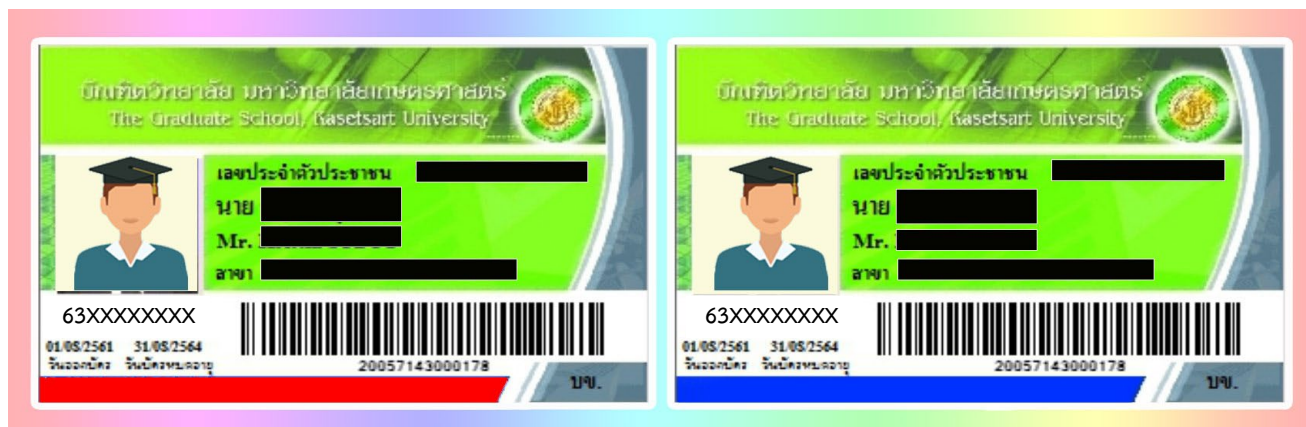 บัณฑิตวิทยาลัย มหาวิทยาลัยเกษตรศาสตร์
The Graduate School, Kasetsart University
เลขประจำตัวประชาชน
นาย
Mr.
สาขา
63XXXXXXXX
01/08/2561 31/08/2564
วันออกบัตร วันบัตรหมดอายุ
20057143000178
บข.
บัณฑิตวิทยาลัย มหาวิทยาลัยเกษตรศาสตร์
The Graduate School, Kasetsart University
เลขประจำตัวประชาชน
นาย
Mr.
สาขา
63XXXXXXXX
01/08/2561 31/08/2564
วันออกบัตร วันบัตรหมดอายุ
20057143000178
บข.